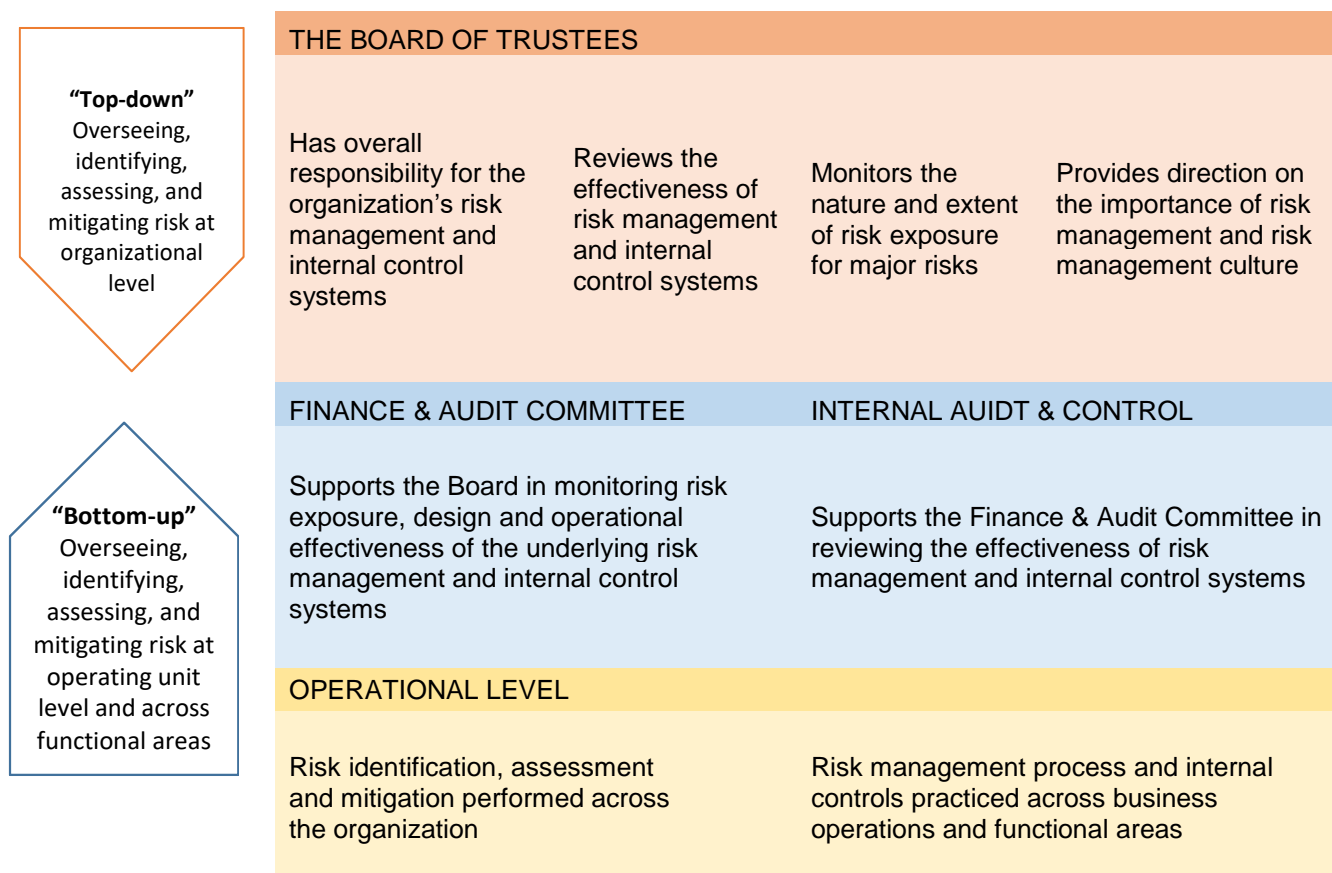 THE BOARD OF TRUSTEES
“Top-down”
Overseeing,
identifying,
assessing, and
mitigating risk at
organizational
level
Has overall
responsibility for the
organization’s risk
management and
internal control
systems
Reviews the
effectiveness of
risk management
and internal
control systems
Monitors the
nature and extent
of risk exposure
for major risks
Provides direction on
the importance of risk
management and risk
management culture
FINANCE & AUDIT COMMITTEE
INTERNAL AUIDT & CONTROL
“Bottom-up”
Overseeing,
identifying,
assessing, and
mitigating risk at
operating unit
level and across
functional areas
Supports the Board in monitoring risk
exposure, design and operational
effectiveness of the underlying risk
management and internal control
systems
Supports the Finance & Audit Committee in
reviewing the effectiveness of risk
management and internal control systems
OPERATIONAL LEVEL
Risk identification, assessment
and mitigation performed across
the organization
Risk management process and internal
controls practiced across business
operations and functional areas